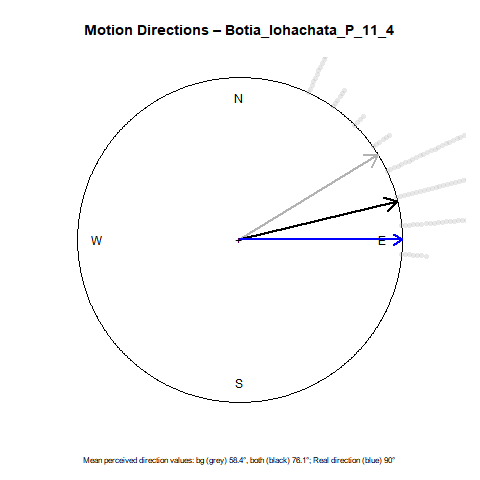 Motion Directions – Botia_lohachata_P_11_4
N
W
E
S
Mean perceived direction values: bg (grey) 58.4°, both (black) 76.1°; Real direction (blue) 90°